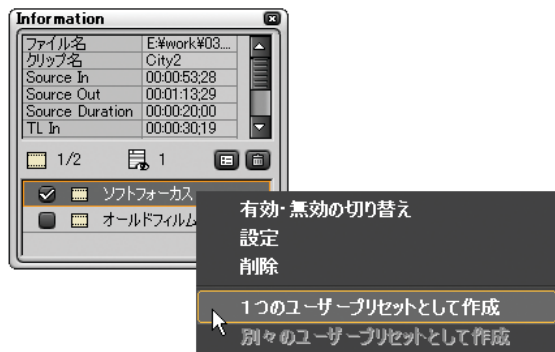 Information
ファイル名 E:¥work¥03....
クリップ名 City2
Source In 00:00:53;28
Source Out 00:01:13;29
Source Duration 00:00:20;00
TL In 00:00:30;19
1/2 1
ソフトフォーカス
オールドフィルム
有効・無効の切り替え
設定
削除
1つのユーザープリセットとして作成
別々のユーザープリセットとして作成